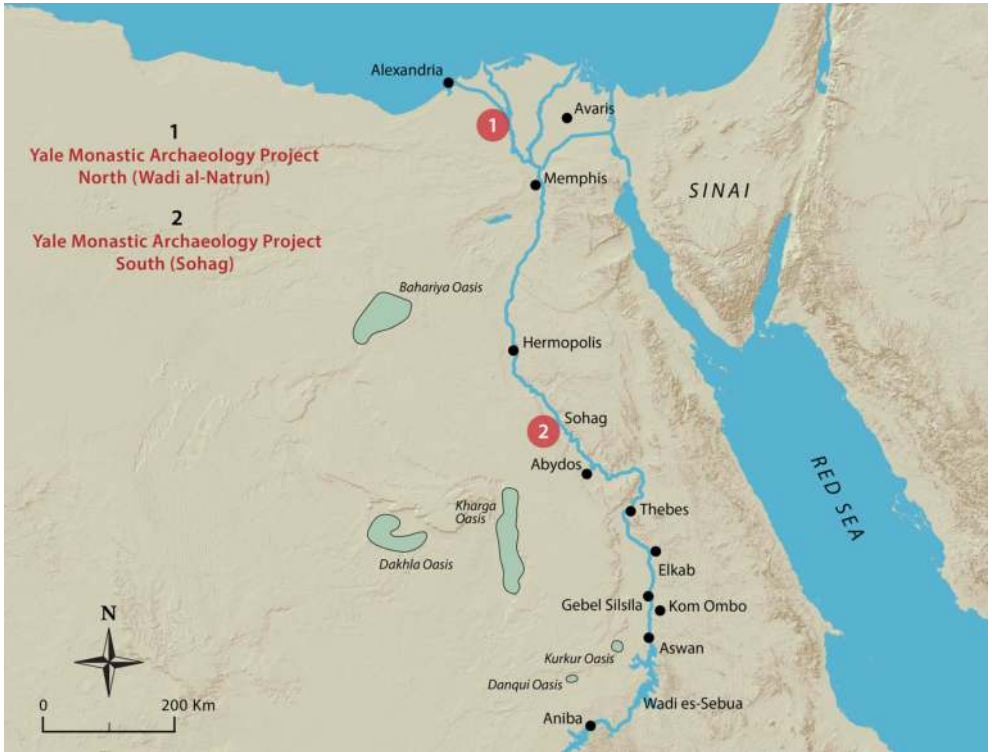 Alexandria
1
Yale Monastic Archaeology Project
North (Wadi al-Natrun)
2
Yale Monastic Archaeology Project
South (Sohag)
1
Avaris
Memphis
SINAI
Bahariya Oasis
Hermopolis
Sohag
2
Abydos
RED SEA
Kharga
Oasis
Thebes
Dakhla Oasis
Elkab
Gebel Silsila
Kom Ombo
N
Aswan
Kurkur Oasis
Danqui Oasis
0
200 Km
Wadi es-Sebua
Aniba